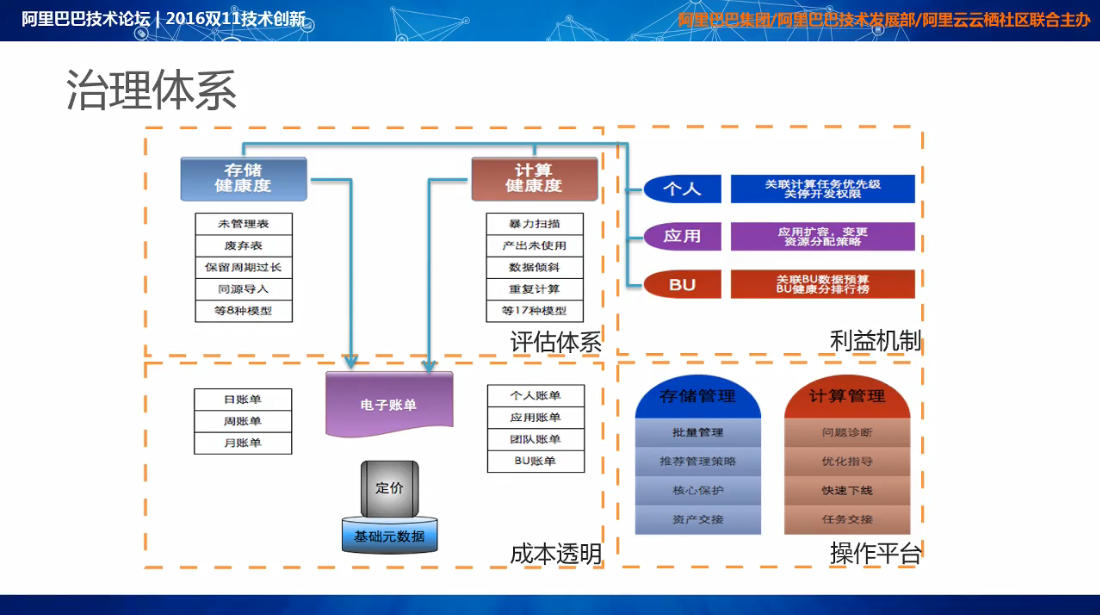 阿里巴巴技术论坛 | 2016双11技术创新
阿里巴巴集团/阿里巴巴技术发展部/阿里云云栖社区联合主办
治理体系
存储
健康度
未管理表
废弃表
保留周期过长
同源导入
等8种模型
计算
健康度
暴力扫描
产出未使用
数据倾斜
重复计算
等17种模型
评估体系
个人
关联计算任务优先级
关停开发权限
应用
应用扩容，变更
资源分配策略
BU
关联BU数据预算
BU健康分排行榜
利益机制
日账单
周账单
月账单
电子账单
定价
基础元数据
个人账单
应用账单
团队账单
BU账单
成本透明
存储管理
批量管理
推荐管理策略
核心保护
资产交接
计算管理
问题诊断
优化指导
快速下线
任务交接
操作平台